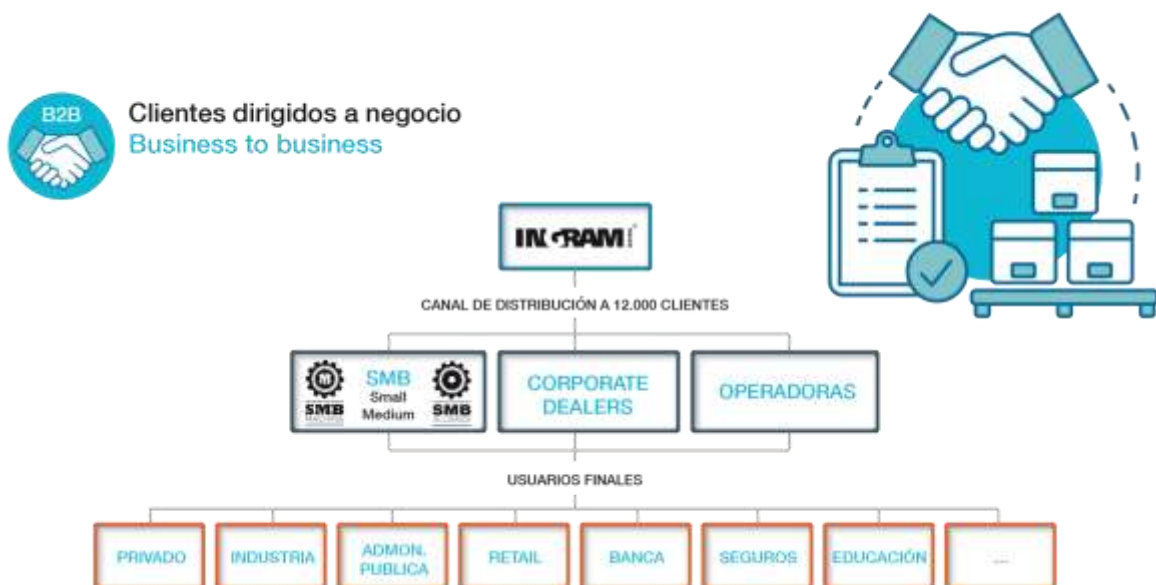 B2B
Clientes dirigidos a negocio
Business to business
INGRAM
CANAL DE DISTRIBUCIÓN A 12.000 CLIENTES
SMB
SMB
Small
Medium
SMB
CORPORATE
DEALERS
OPERADORAS
USUARIOS FINALES
PRIVADO
INDUSTRIA
ADMON.
PUBLICA
RETAIL
BANCA
SEGUROS
EDUCACIÓN
....